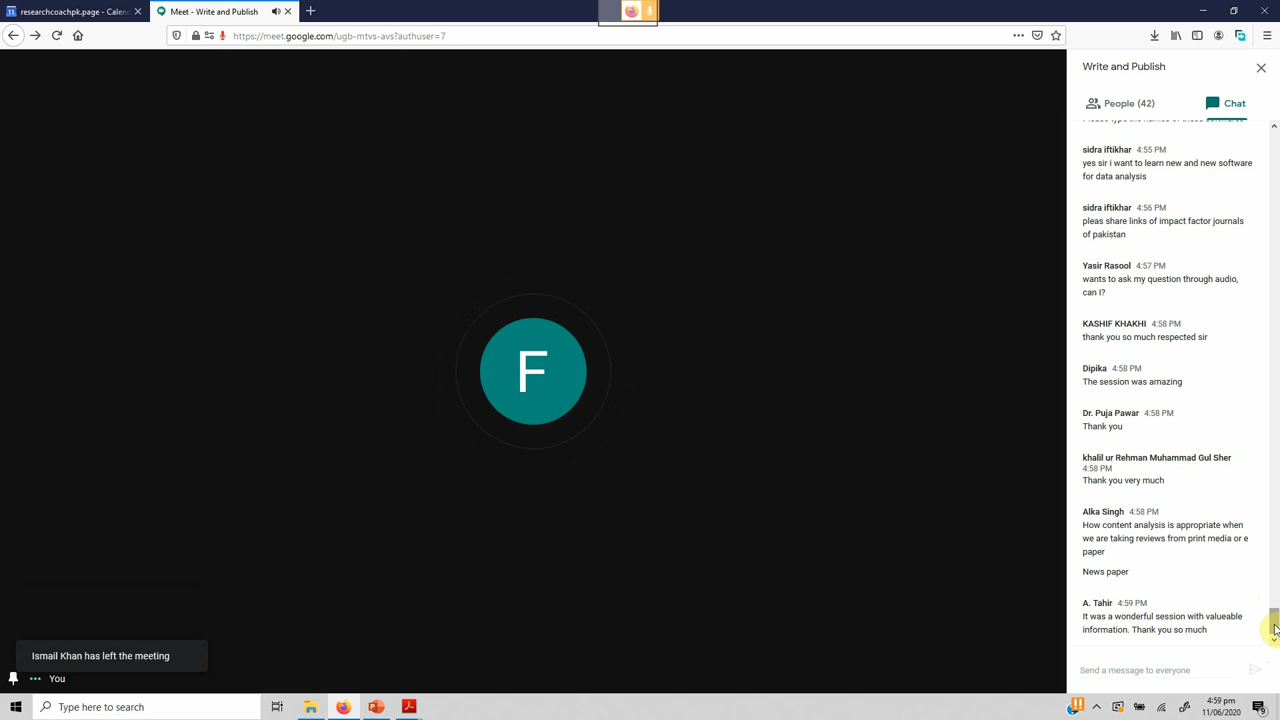 researchcoachpk.page - Calen
Meet - Write and Publish
https://meet.google.com/ugb-mtvs-avs?authuser=7
Write and Publish
People (42)
Chat
sidra iftikhar 4:55 PM
yes sir i want to learn new and new software
for data analysis
sidra iftikhar 4:56 PM
pleas share links of impact factor journals
of pakistan
Yasir Rasool 4:57 PM
wants to ask my question through audio,
can I?
KASHIF KHAKHI 4:58 PM
thank you so much respected sir
Dipika 4:58 PM
The session was amazing
Dr. Puja Pawar 4:58 PM
Thank you
khalil ur Rehman Muhammad Gul Sher
4:58 PM
Thank you very much
Alka Singh 4:58 PM
How content analysis is appropriate when
we are taking reviews from print media or e
paper
News paper
A. Tahir 4:59 PM
It was a wonderful session with valueable
information. Thank you so much
Send a message to everyone
F
Ismail Khan has left the meeting
You
Type here to search
4:59 pm
11/06/2020